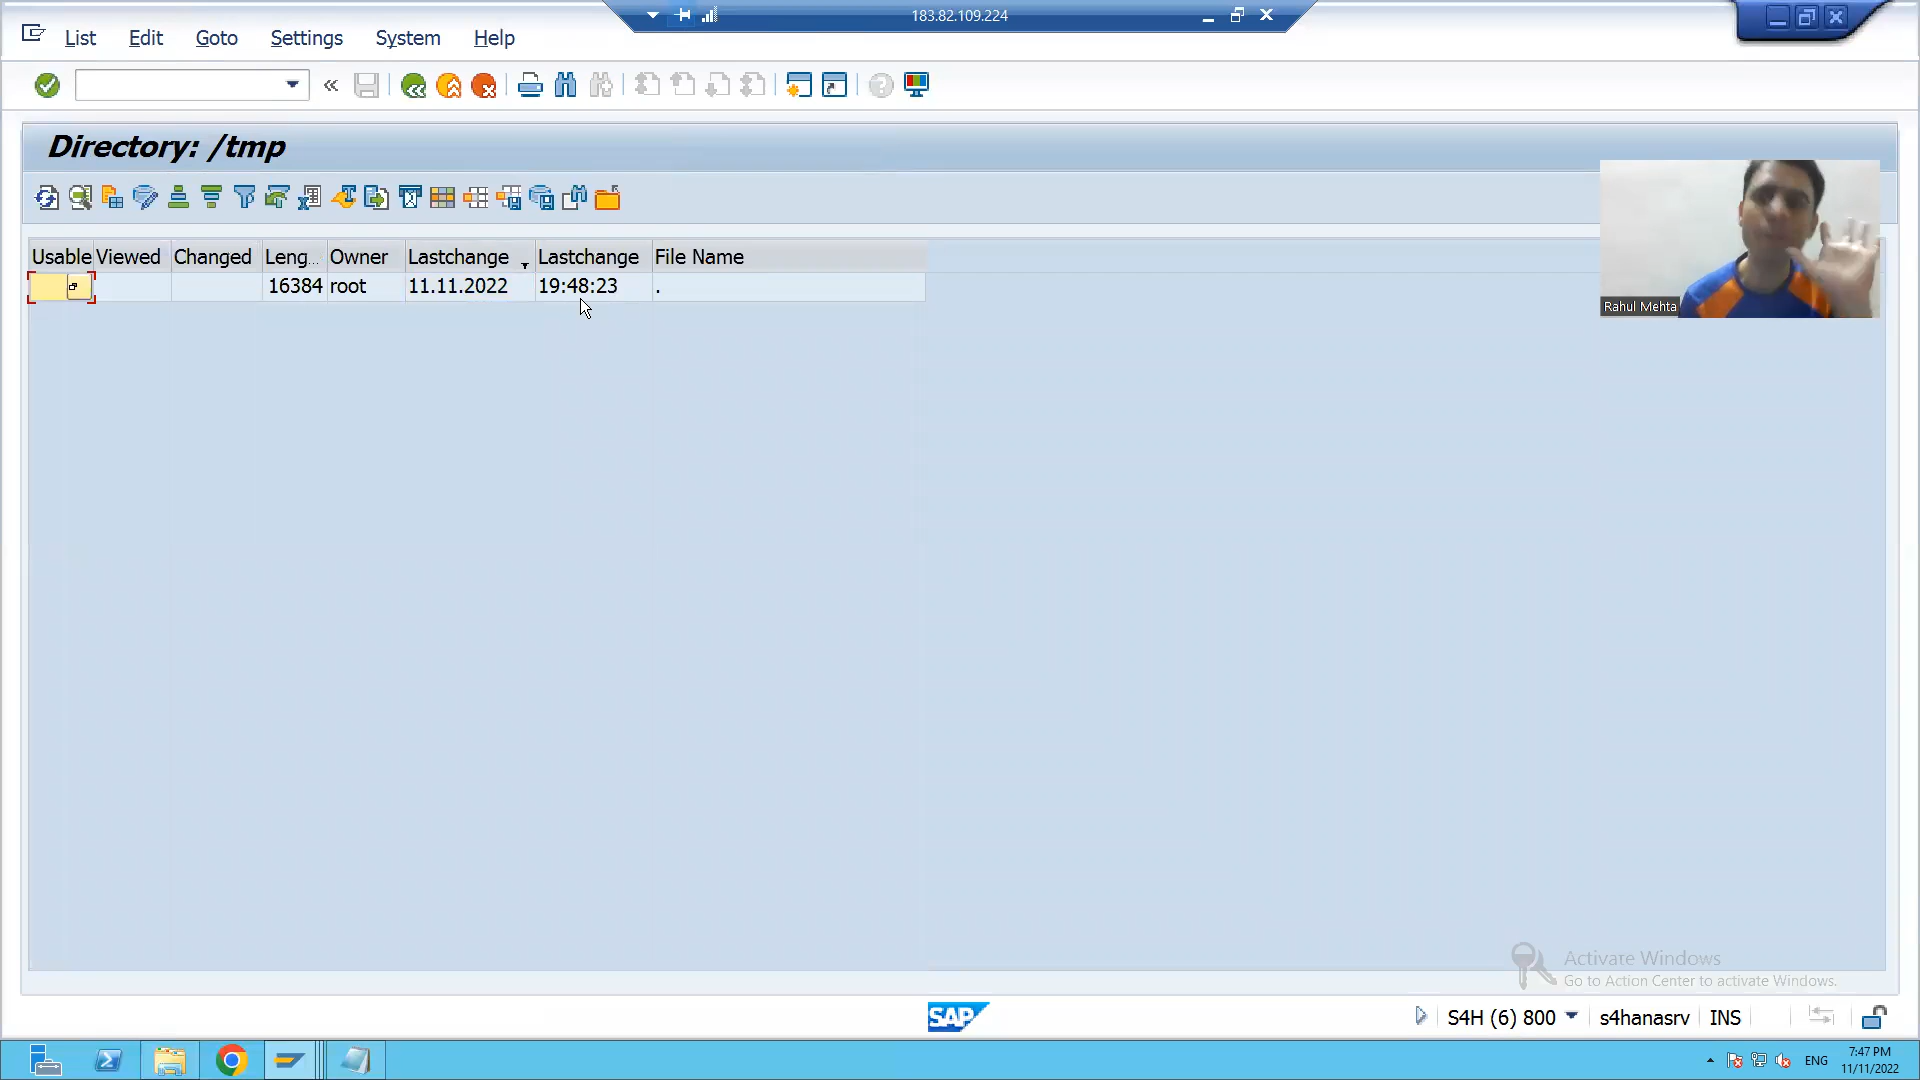 183.82.109.224
List Edit Goto Settings System Help
Directory: /tmp
Usable Viewed Changed Leng... Owner Lastchange Lastchange File Name
16384 root 11.11.2022 19:48:23 .
Rahul Mehta
Activate Windows
Go to Action Center to activate Windows.
SAP
S4H (6) 800 s4hanasrv INS
ENG
7:47 PM
11/11/2022